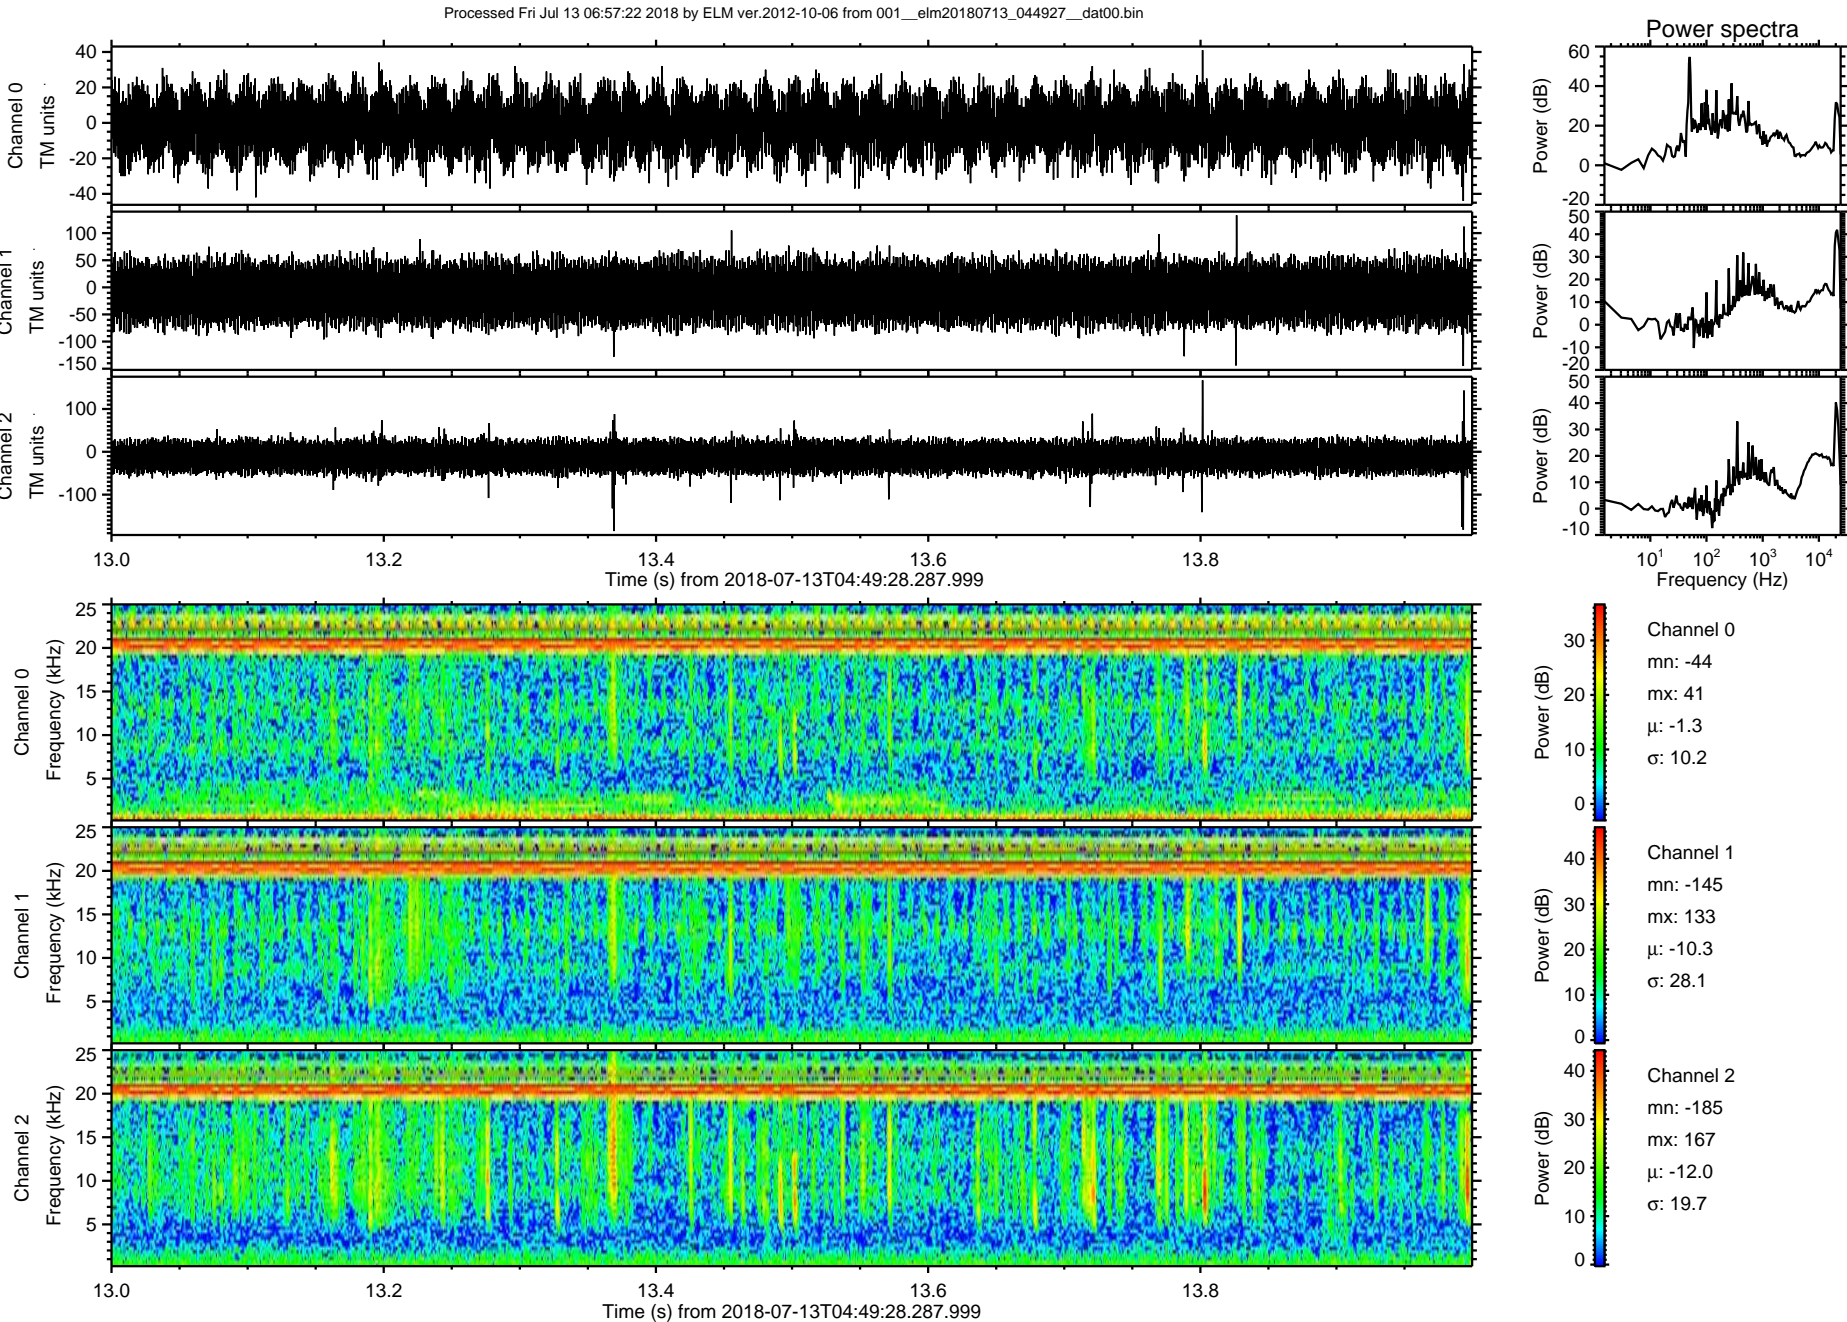 Processed Fri Jul 13 06:57:22 2018 by ELM ver.2012-10-06 from 001__elm20180713_044927__dat00.bin
Power spectra
Channel 0
TM units
40
20
0
-20
-40
Power (dB)
60
40
20
0
-20
Channel 1
TM units
100
50
0
-50
-100
-150
Power (dB)
50
40
30
20
10
0
-10
-20
Channel 2
TM units
100
0
-100
Power (dB)
50
40
30
20
10
0
-10
13.0 13.2 13.4 13.6 13.8
Time (s) from 2018-07-13T04:49:28.287.999
10^1 10^2 10^3 10^4
Frequency (Hz)
Channel 0
Frequency (kHz)
25
20
15
10
5
Power (dB)
30
20
10
0
Channel 0
mn: -44
mx: 41
μ: -1.3
σ: 10.2
Channel 1
Frequency (kHz)
25
20
15
10
5
Power (dB)
40
30
20
10
0
Channel 1
mn: -145
mx: 133
μ: -10.3
σ: 28.1
Channel 2
Frequency (kHz)
25
20
15
10
5
Power (dB)
40
30
20
10
0
Channel 2
mn: -185
mx: 167
μ: -12.0
σ: 19.7
13.0 13.2 13.4 13.6 13.8
Time (s) from 2018-07-13T04:49:28.287.999